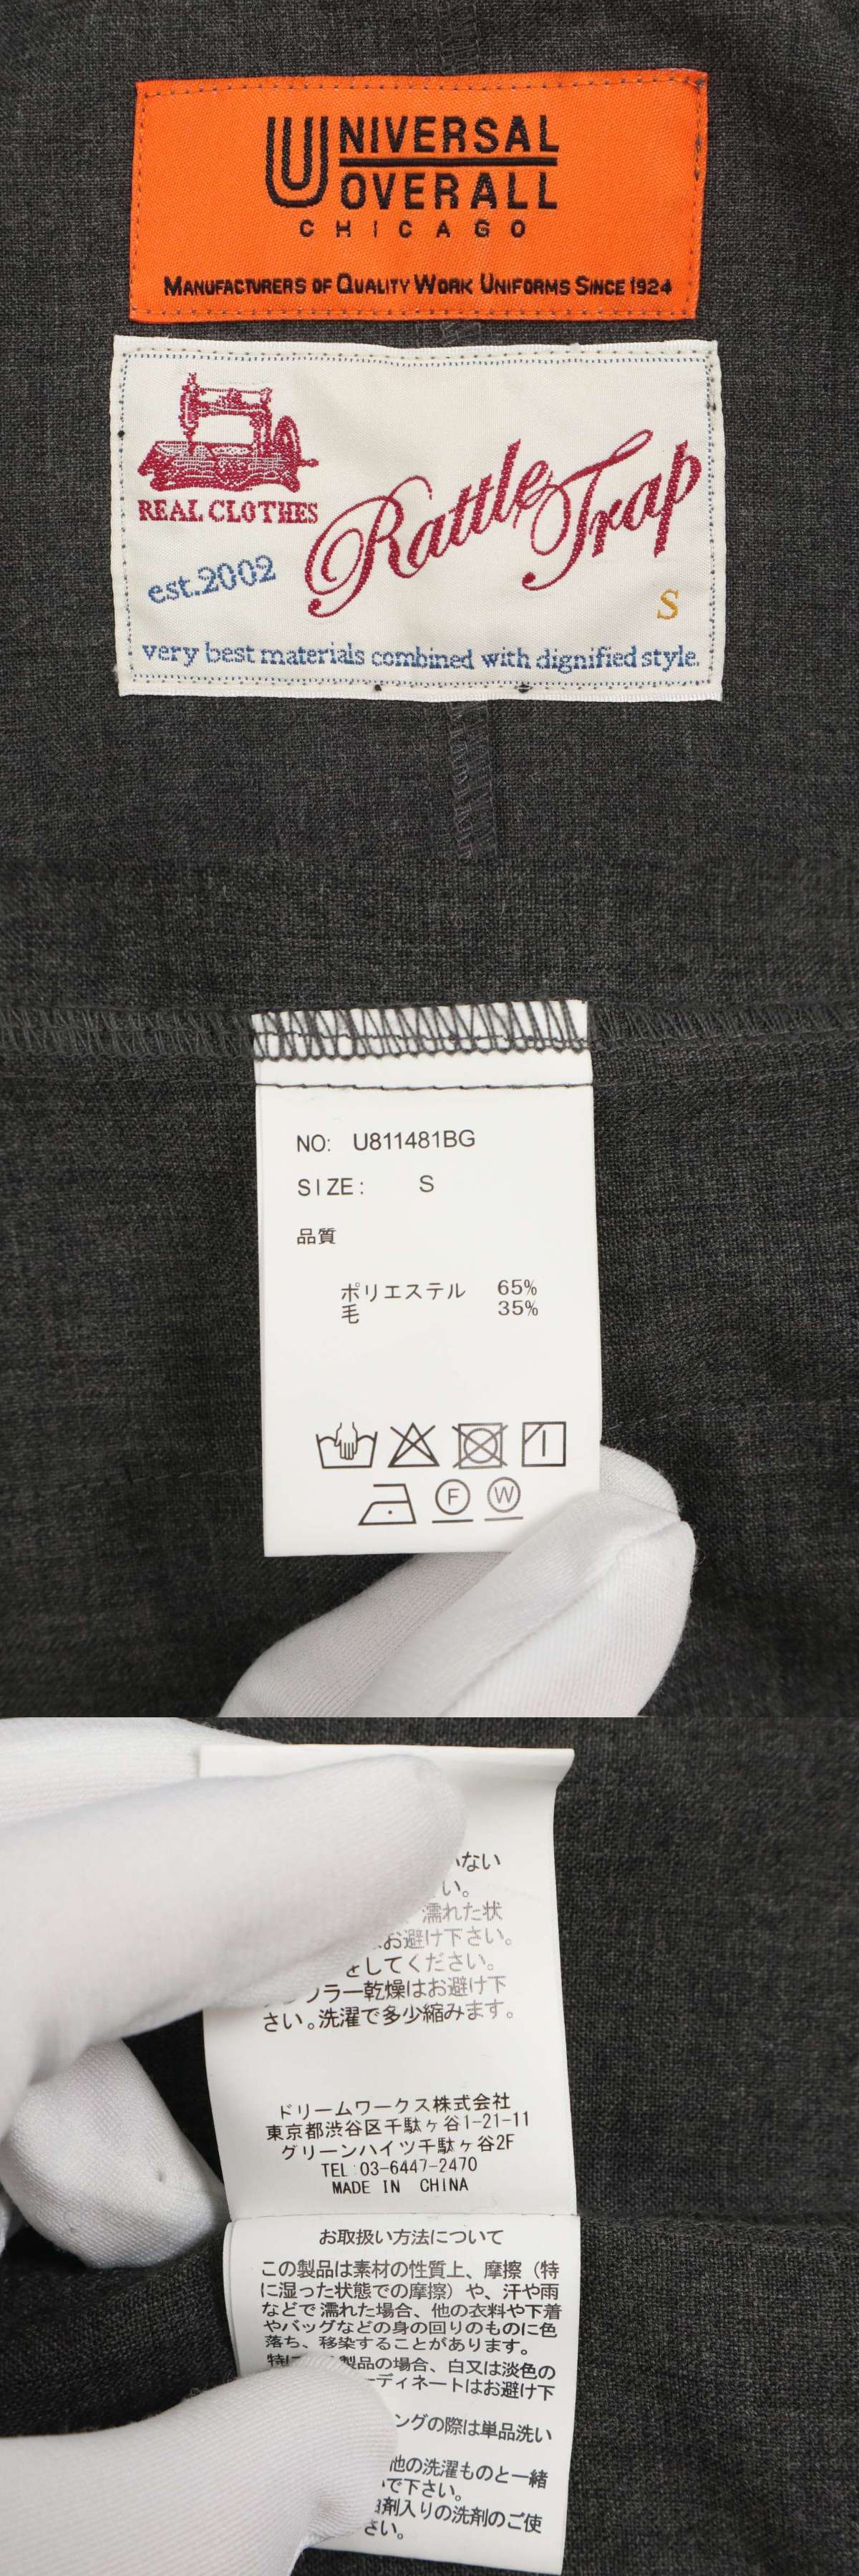 UNIVERSAL
OVERALL
CHICAGO
MANUFACTURERS OF QUALITY WORK UNIFORMS SINCE 1924
REAL CLOTHES
Rattle Trap
est.2002
S
very best materials combined with dignified style.
NO: U811481BG
SIZE: S
品質
ポリエステル 65%
毛 35%
F W
ない
い。
濡れた状
お避け下さい。
をしてください。
ラー乾燥はお避け下
さい。洗濯で多少縮みます。
ドリームワークス株式会社
東京都渋谷区千駄ヶ谷1-21-11
グリーンハイツ千駄ヶ谷2F
TEL 03-6447-2470
MADE IN CHINA
お取扱い方法について
この製品は素材の性質上、摩擦（特
に湿った状態での摩擦）や、汗や雨
などで濡れた場合、他の衣料や下着
やバッグなどの身の回りのものに色
落ち、移染することがあります。
特に 製品の場合、白又は淡色の
ディネートはお避け下
ングの際は単品洗い
他の洗濯ものと一緒
で下さい。
剤入りの洗剤のご使
さい。